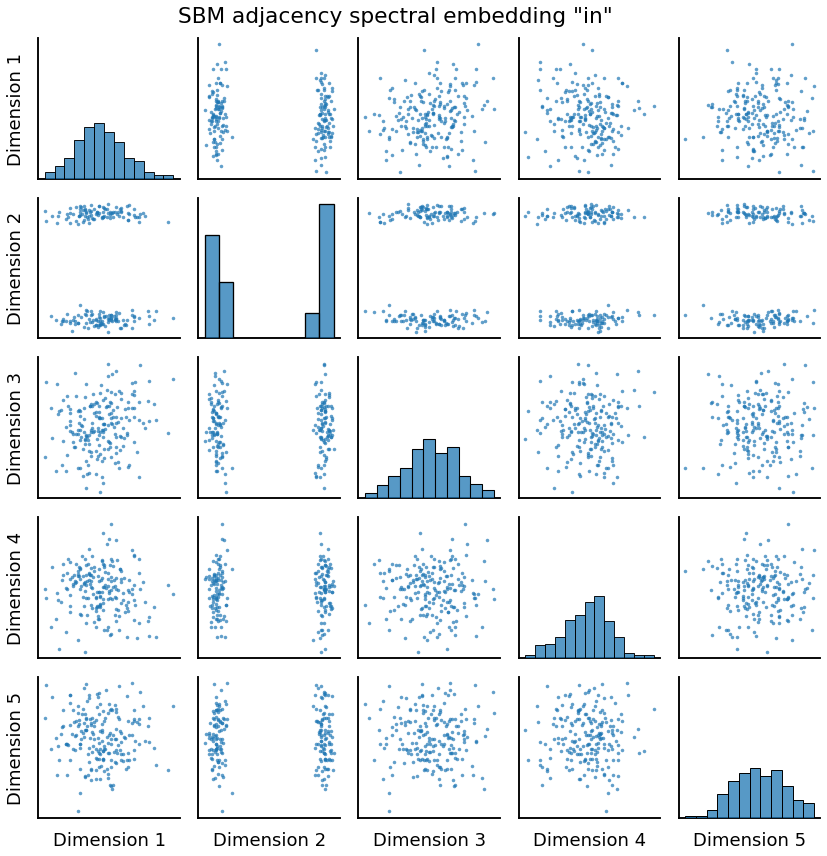 SBM adjacency spectral embedding "in"
Dimension 1
Dimension 2
Dimension 3
Dimension 4
Dimension 5
Dimension 1 Dimension 2 Dimension 3 Dimension 4 Dimension 5